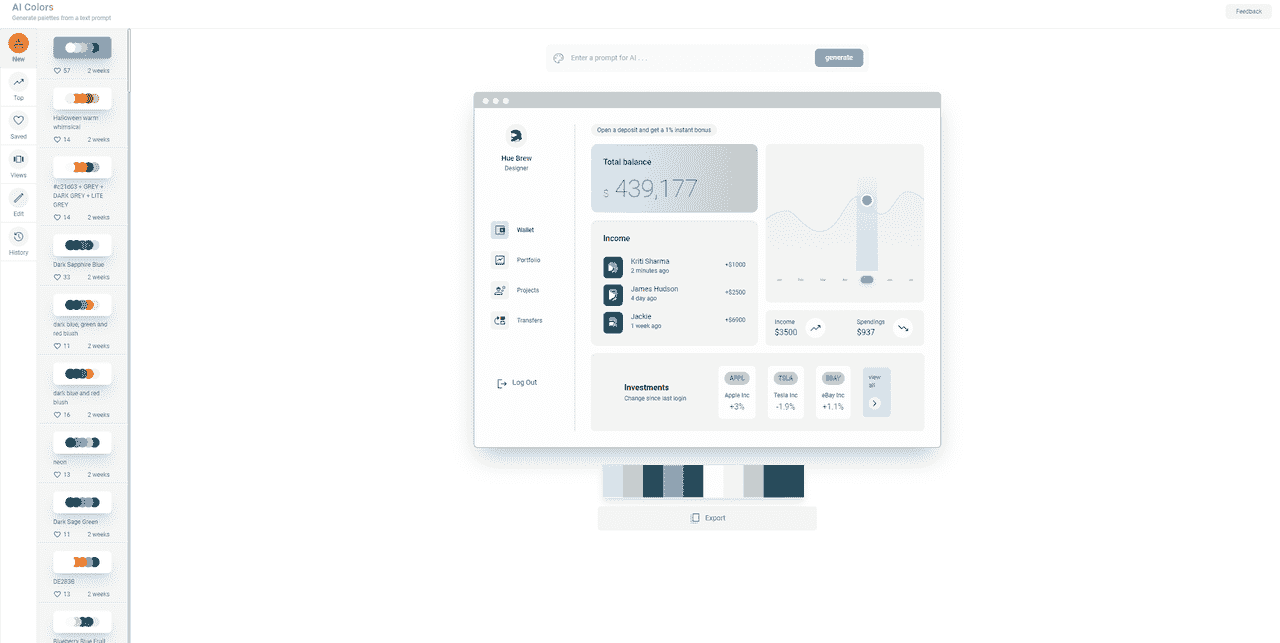 AI Colors
Generate palettes from a text prompt
Feedback
New
Top
Saved
Views
Edit
History
57 2 weeks
Halloween warm
whimsical
14 2 weeks
#c21d03 + GREY +
DARK GREY + LITE
GREY
14 2 weeks
Dark Sapphire Blue
33 2 weeks
dark blue, green and
red blush
11 2 weeks
dark blue and red
blush
16 2 weeks
neon
13 2 weeks
Dark Sage Green
11 2 weeks
DE283B
13 2 weeks
Blueberry Blue Fruit
Enter a prompt for AI . . .
generate
Hue Brew
Designer
Wallet
Portfolio
Projects
Transfers
Log Out
Open a deposit and get a 1% instant bonus
Total balance
$ 439,177
Income
Kriti Sharma
2 minutes ago
+$1000
James Hudson
4 day ago
+$2500
Jackie
1 week ago
+$6900
Income
$3500
Spendings
$937
Investments
Change since last login
APPL
Apple Inc
+3%
TSLA
Tesla Inc
-1.9%
EBAY
eBay Inc
+1.1%
view
all
Export